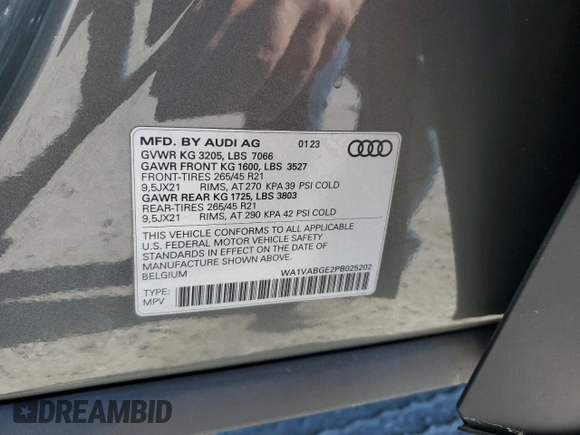 MFD. BY AUDI AG 0123
GVWR KG 3205, LBS 7066
GAWR FRONT KG 1600, LBS 3527
FRONT-TIRES 265/45 R21
9,5JX21 RIMS, AT 270 KPA 39 PSI COLD
GAWR REAR KG 1725, LBS 3803
REAR-TIRES 265/45 R21
9,5JX21 RIMS, AT 290 KPA 42 PSI COLD
THIS VEHICLE CONFORMS TO ALL APPLICABLE
U.S. FEDERAL MOTOR VEHICLE SAFETY
STANDARDS IN EFFECT ON THE DATE OF
MANUFACTURE SHOWN ABOVE.
BELGIUM WA1VABGE2PB025202
TYPE:
MPV
DREAMBID